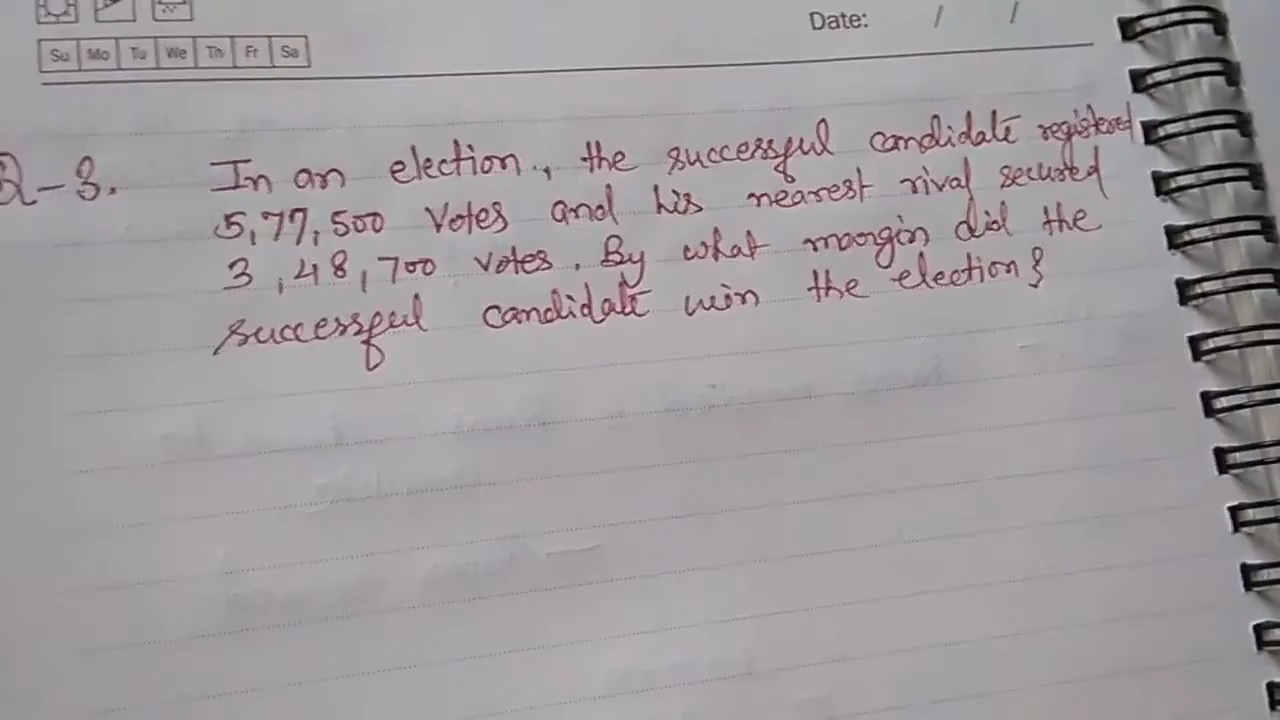 Date: / /
Su Mo Tu We Th Fr Sa
Q-3. In an election, the successful candidate registered
5,77,500 votes and his nearest rival secured
3,48,700 votes. By what margin did the
successful candidate win the election?